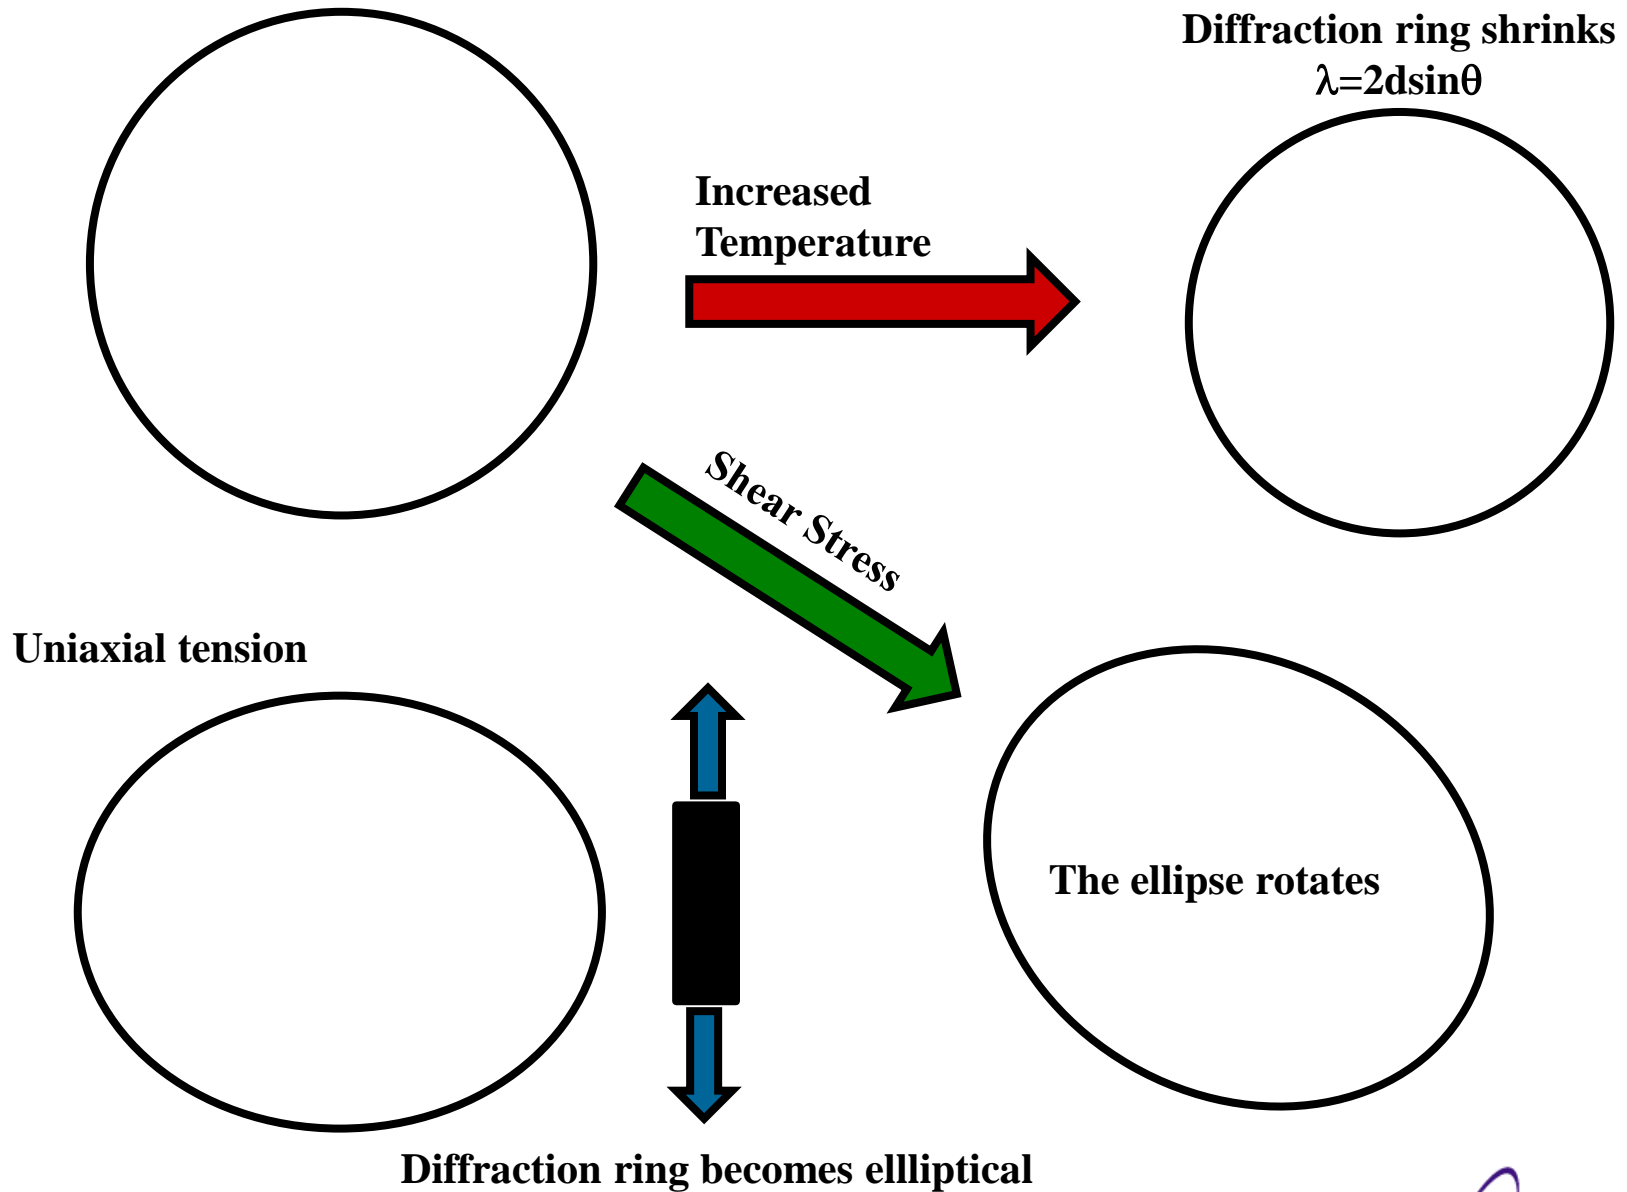 Diffraction ring shrinks
λ=2dsinθ
Increased
Temperature
Shear Stress
Uniaxial tension
The ellipse rotates
Diffraction ring becomes ellliptical